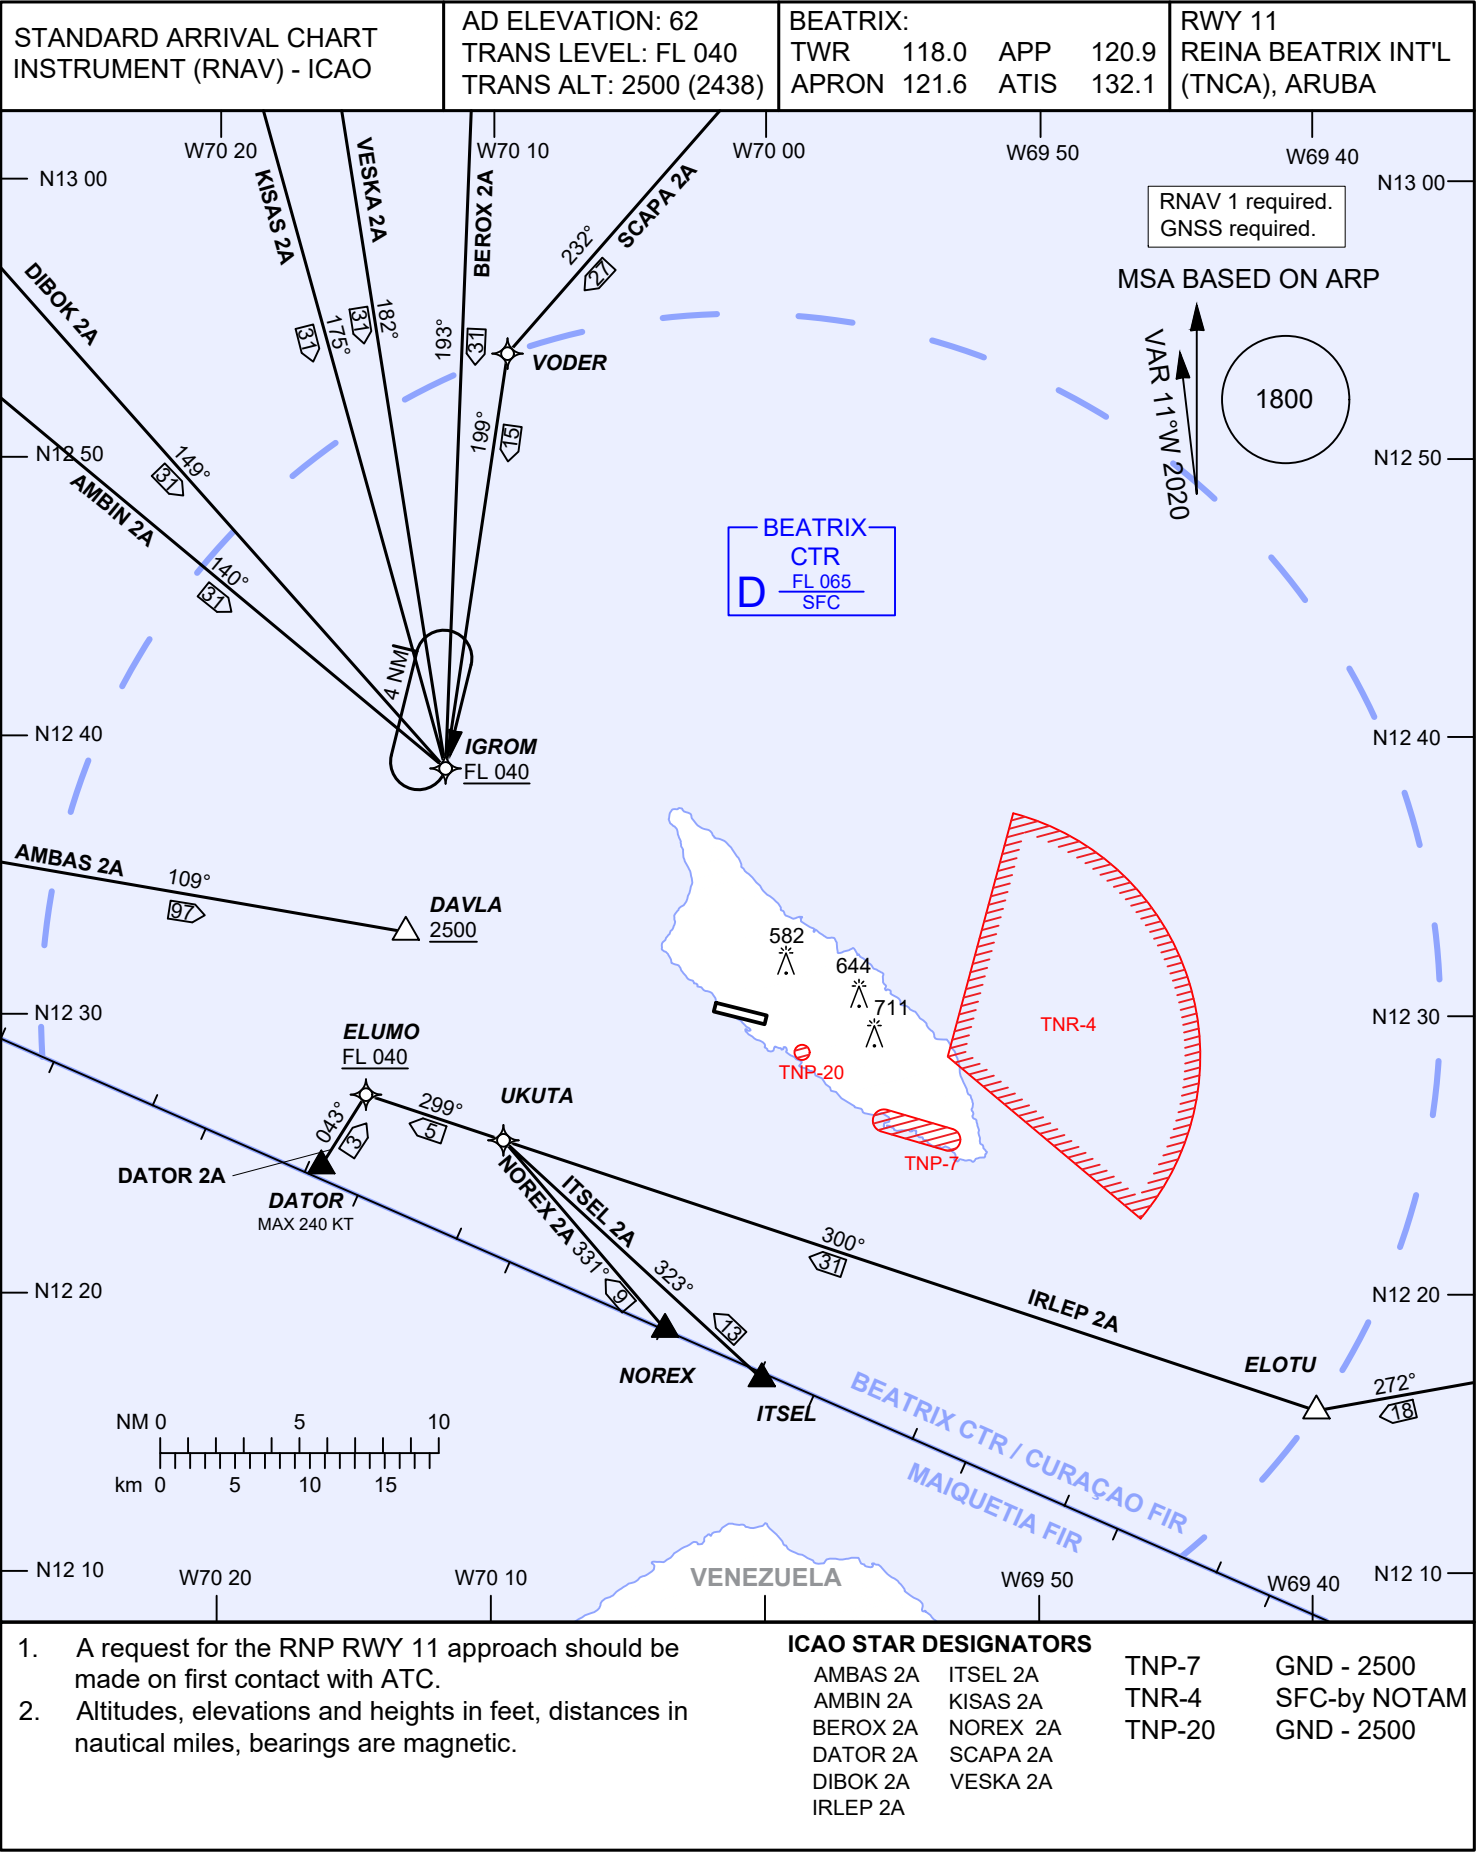 STANDARD ARRIVAL CHART
INSTRUMENT (RNAV) - ICAO
AD ELEVATION: 62
TRANS LEVEL: FL 040
TRANS ALT: 2500 (2438)
BEATRIX:
TWR 118.0 APP 120.9
APRON 121.6 ATIS 132.1
RWY 11
REINA BEATRIX INT'L
(TNCA), ARUBA
W70 20
W70 10
W70 00
W69 50
W69 40
N13 00
N13 00
RNAV 1 required.
GNSS required.
MSA BASED ON ARP
VAR 11°W 2020
1800
KISAS 2A
175°
31
VESKA 2A
182°
31
BEROX 2A
193°
31
SCAPA 2A
232°
27
VODER
199°
15
DIBOK 2A
149°
31
N12 50
N12 50
AMBIN 2A
140°
31
BEATRIX
CTR
D
FL 065
SFC
4 NM
N12 40
N12 40
IGROM
FL 040
AMBAS 2A
109°
97
DAVLA
2500
582
644
711
TNR-4
N12 30
N12 30
ELUMO
FL 040
TNP-20
TNP-7
UKUTA
299°
5
043°
3
DATOR 2A
DATOR
MAX 240 KT
NOREX 2A
331°
9
ITSEL 2A
323°
13
300°
31
IRLEP 2A
N12 20
N12 20
NOREX
ITSEL
ELOTU
272°
18
BEATRIX CTR / CURAÇAO FIR
MAIQUETIA FIR
NM 0 5 10
km 0 5 10 15
VENEZUELA
N12 10
N12 10
W70 20
W70 10
W69 50
W69 40
1. A request for the RNP RWY 11 approach should be
made on first contact with ATC.
2. Altitudes, elevations and heights in feet, distances in
nautical miles, bearings are magnetic.
ICAO STAR DESIGNATORS
AMBAS 2A ITSEL 2A
AMBIN 2A KISAS 2A
BEROX 2A NOREX 2A
DATOR 2A SCAPA 2A
DIBOK 2A VESKA 2A
IRLEP 2A
TNP-7 GND - 2500
TNR-4 SFC-by NOTAM
TNP-20 GND - 2500